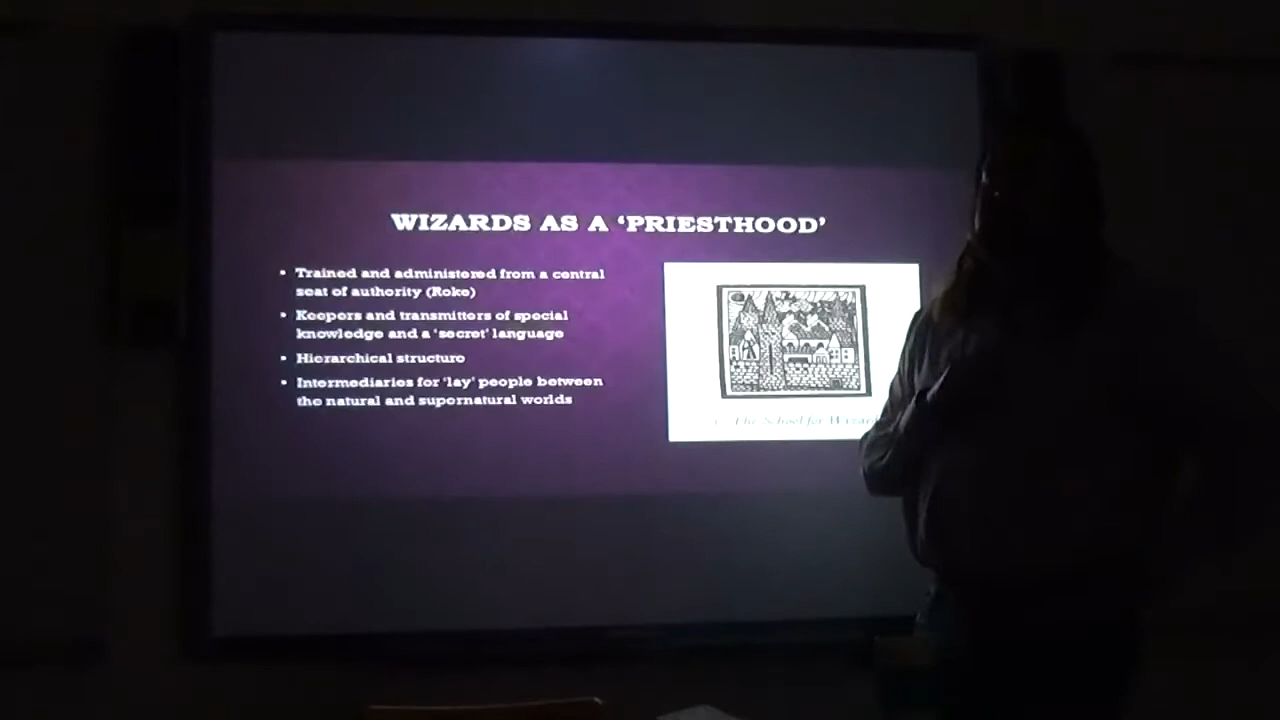 WIZARDS AS A ‘PRIESTHOOD’
• Trained and administered from a central
seat of authority (Roke)
• Keepers and transmitters of special
knowledge and a ‘secret’ language
• Hierarchical structure
• Intermediaries for ‘lay’ people between
the natural and supernatural worlds
The School for Wizar